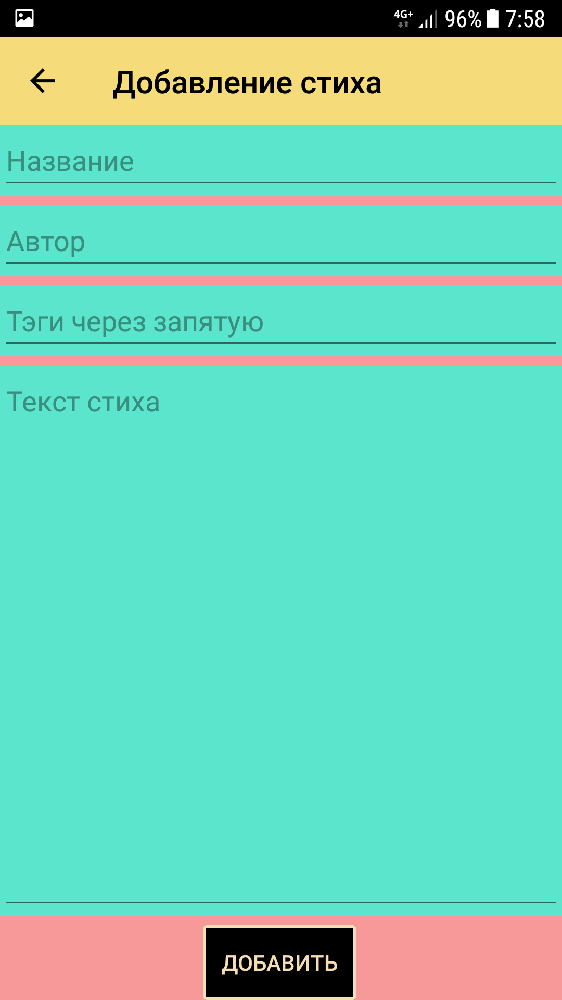 4G+ 96% 7:58
Добавление стиха
Название
Автор
Тэги через запятую
Текст стиха
ДОБАВИТЬ